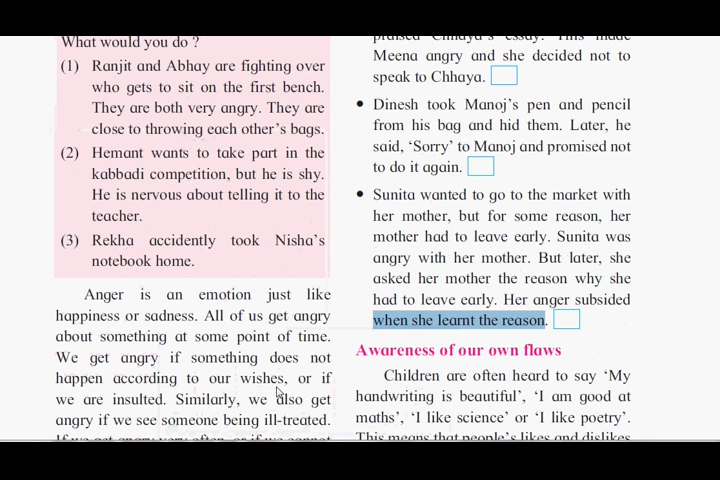 What would you do ?
(1) Ranjit and Abhay are fighting over
who gets to sit on the first bench.
They are both very angry. They are
close to throwing each other's bags.
(2) Hemant wants to take part in the
kabbadi competition, but he is shy.
He is nervous about telling it to the
teacher.
(3) Rekha accidently took Nisha's
notebook home.
Anger is an emotion just like
happiness or sadness. All of us get angry
about something at some point of time.
We get angry if something does not
happen according to our wishes, or if
we are insulted. Similarly, we also get
angry if we see someone being ill-treated.
If we get angry very often, or if we cannot
praised Chhaya's essay. This made
Meena angry and she decided not to
speak to Chhaya.
• Dinesh took Manoj's pen and pencil
from his bag and hid them. Later, he
said, 'Sorry' to Manoj and promised not
to do it again.
• Sunita wanted to go to the market with
her mother, but for some reason, her
mother had to leave early. Sunita was
angry with her mother. But later, she
asked her mother the reason why she
had to leave early. Her anger subsided
when she learnt the reason.
Awareness of our own flaws
Children are often heard to say 'My
handwriting is beautiful', 'I am good at
maths', 'I like science' or 'I like poetry'.
This means that people's likes and dislikes